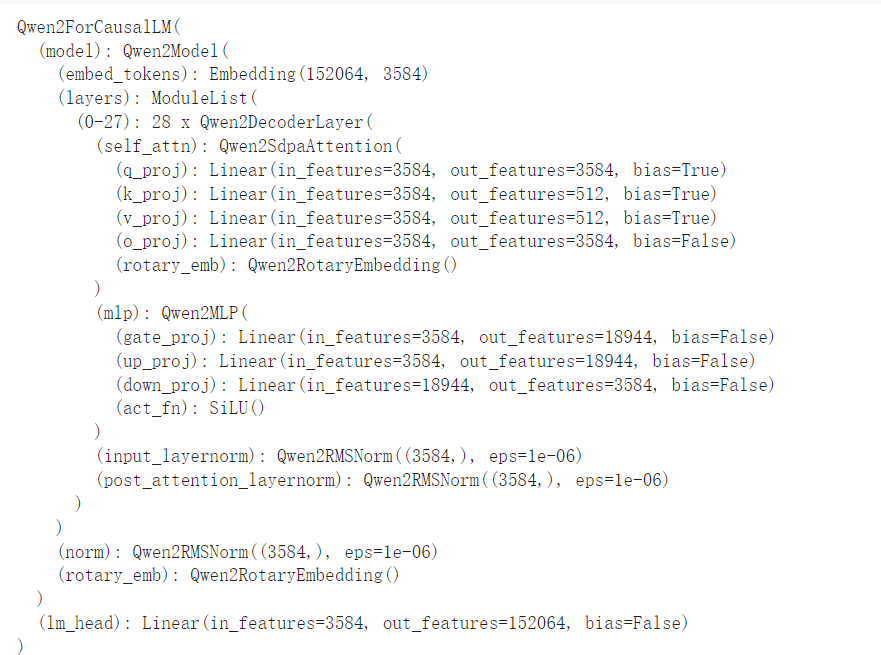 Qwen2ForCausalLM(
  (model): Qwen2Model(
    (embed_tokens): Embedding(152064, 3584)
    (layers): ModuleList(
      (0-27): 28 x Qwen2DecoderLayer(
        (self_attn): Qwen2SdpaAttention(
          (q_proj): Linear(in_features=3584, out_features=3584, bias=True)
          (k_proj): Linear(in_features=3584, out_features=512, bias=True)
          (v_proj): Linear(in_features=3584, out_features=512, bias=True)
          (o_proj): Linear(in_features=3584, out_features=3584, bias=False)
          (rotary_emb): Qwen2RotaryEmbedding()
        )
        (mlp): Qwen2MLP(
          (gate_proj): Linear(in_features=3584, out_features=18944, bias=False)
          (up_proj): Linear(in_features=3584, out_features=18944, bias=False)
          (down_proj): Linear(in_features=18944, out_features=3584, bias=False)
          (act_fn): SiLU()
        )
        (input_layernorm): Qwen2RMSNorm((3584,), eps=1e-06)
        (post_attention_layernorm): Qwen2RMSNorm((3584,), eps=1e-06)
      )
    )
    (norm): Qwen2RMSNorm((3584,), eps=1e-06)
    (rotary_emb): Qwen2RotaryEmbedding()
  )
  (lm_head): Linear(in_features=3584, out_features=152064, bias=False)
)